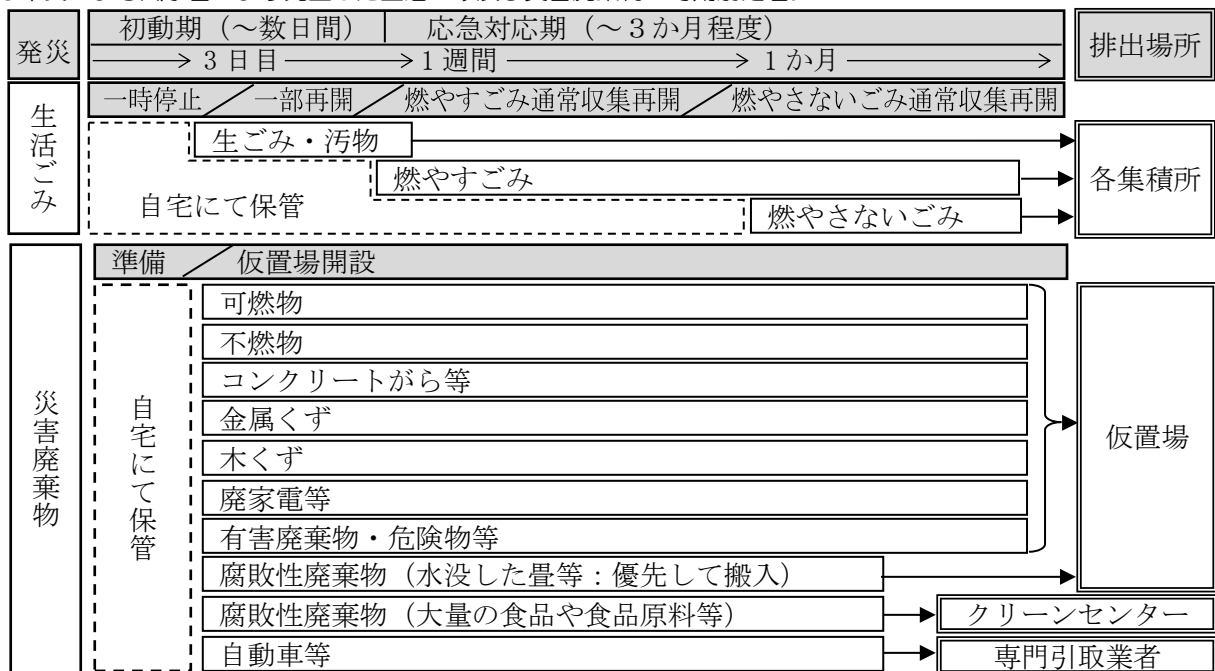 発災
初動期（～数日間）
応急対応期（～３か月程度）
排出場所
３日目
１週間
１か月
生活ごみ
一時停止
一部再開
燃やすごみ通常収集再開
燃やさないごみ通常収集再開
生ごみ・汚物
燃やすごみ
自宅にて保管
燃やさないごみ
各集積所
災害廃棄物
準備
仮置場開設
自宅にて保管
可燃物
不燃物
コンクリートがら等
金属くず
木くず
廃家電等
有害廃棄物・危険物等
仮置場
腐敗性廃棄物（水没した畳等：優先して搬入）
腐敗性廃棄物（大量の食品や食品原料等）
クリーンセンター
自動車等
専門引取業者